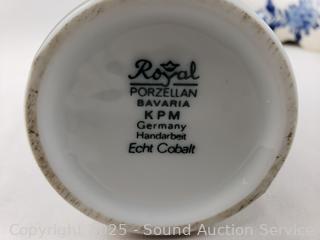 Royal
PORZELLAN
BAVARIA
KPM
Germany
Handarbeit
Echt Cobalt
Copyright 2025 - Sound Auction Service